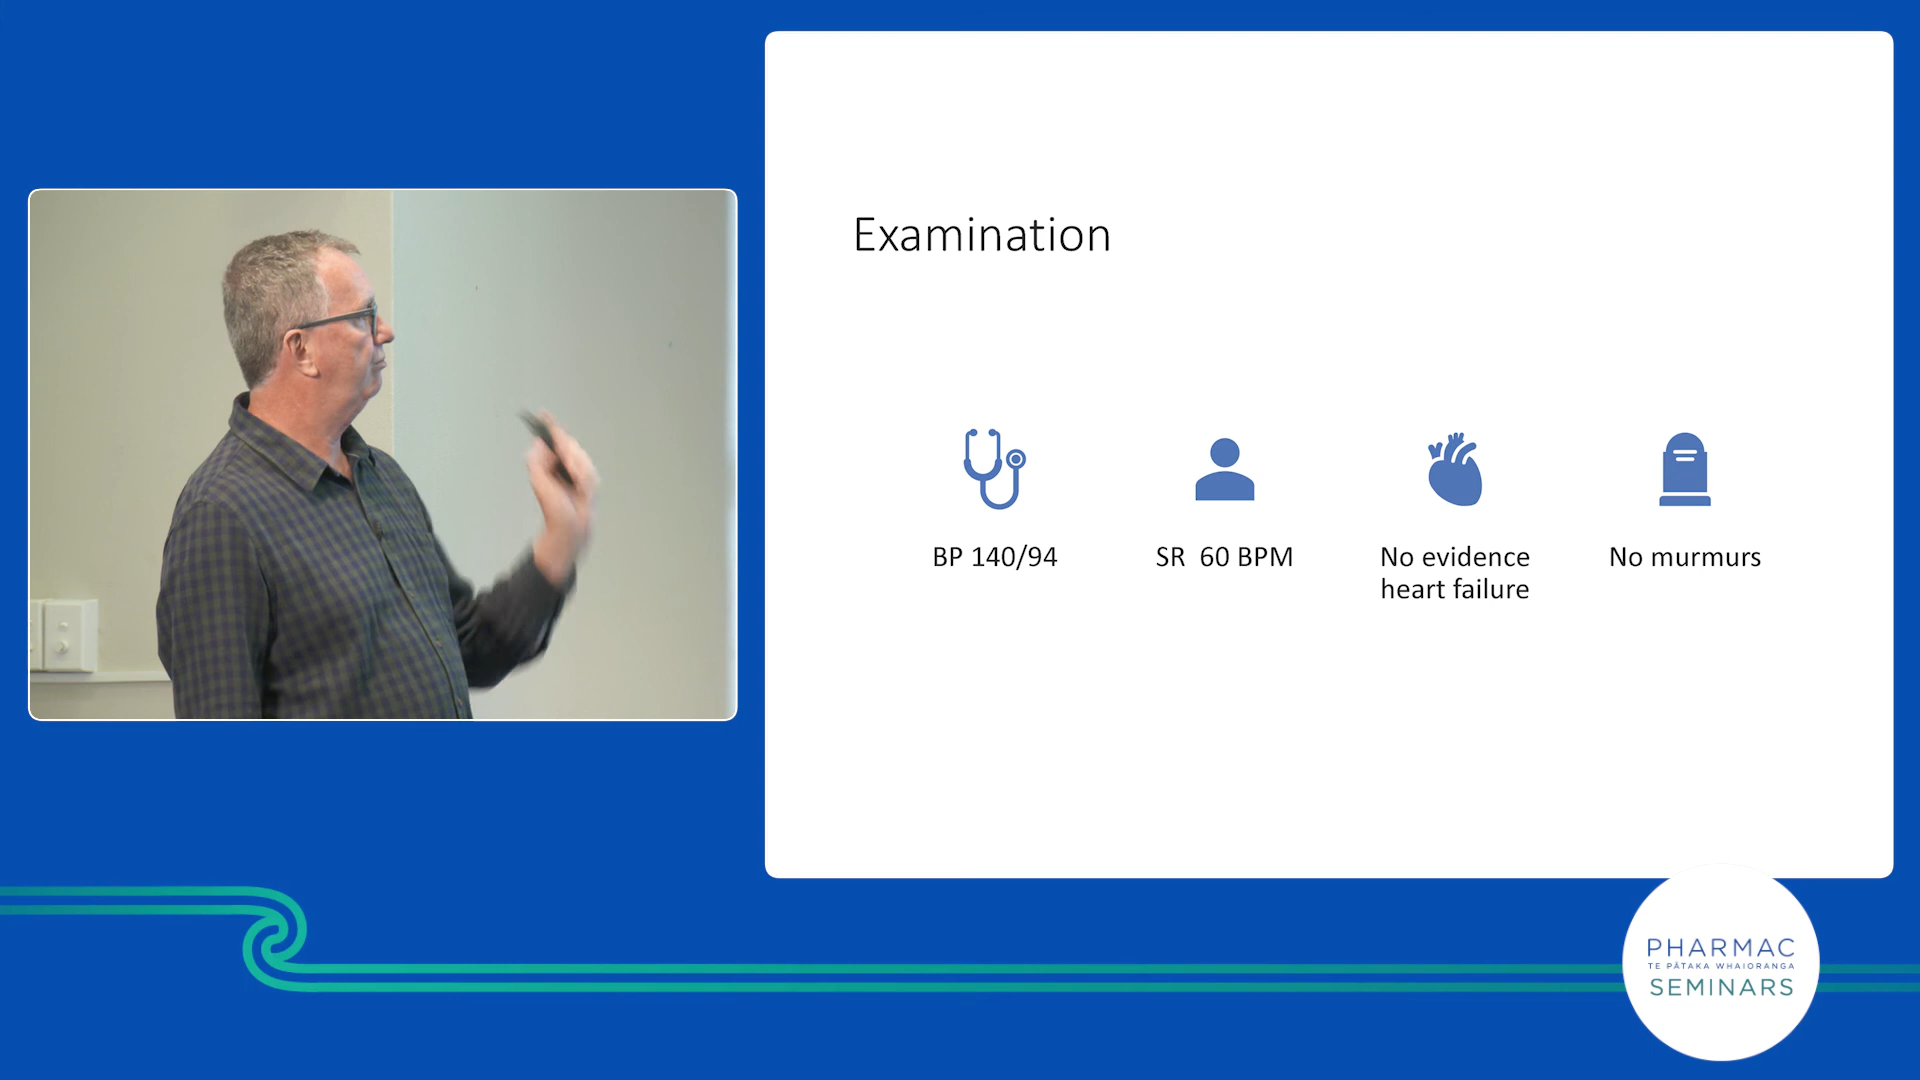 Examination
BP 140/94
SR  60 BPM
No evidence
heart failure
No murmurs
PHARMAC
TE PĀTAKA WHAIORANGA
SEMINARS